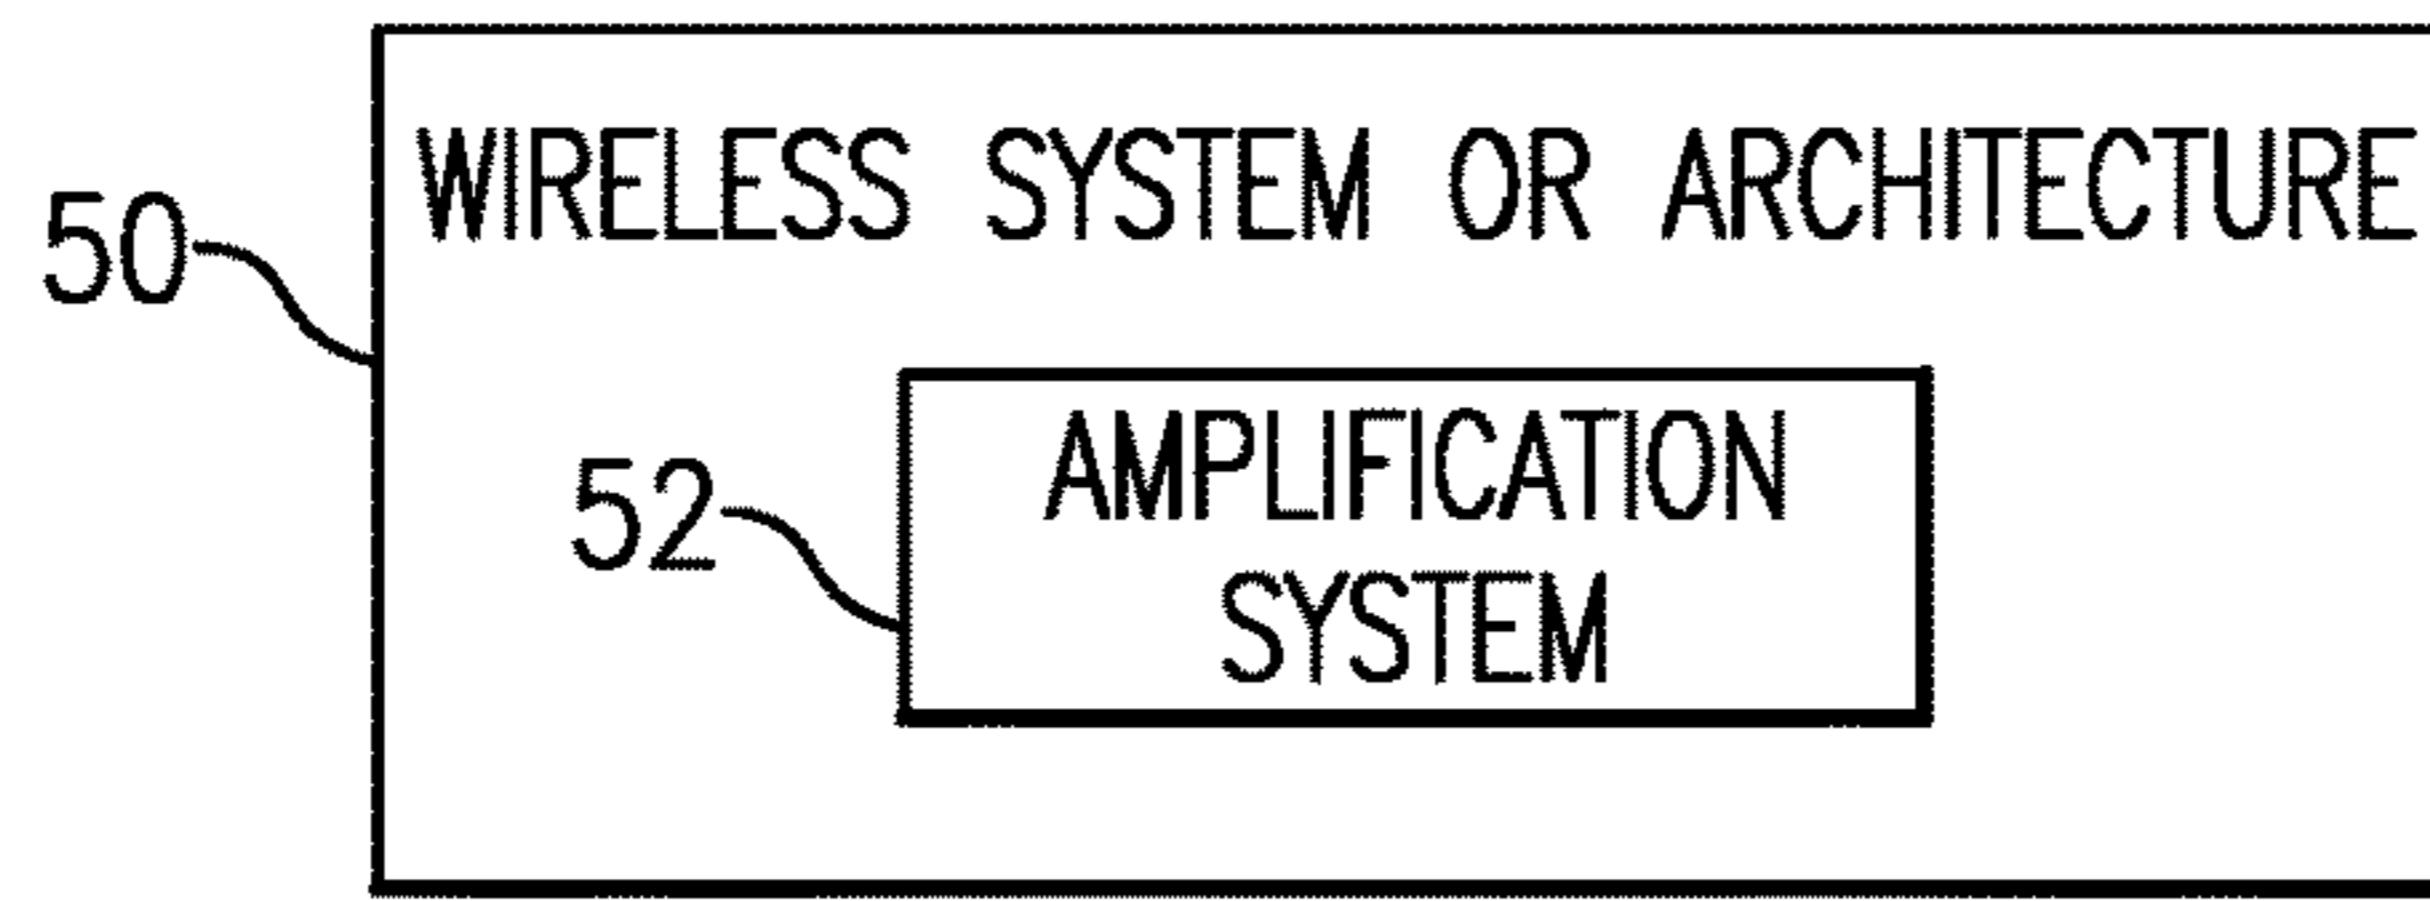 WIRELESS SYSTEM OR ARCHITECTURE
50
AMPLIFICATION
52
SYSTEM